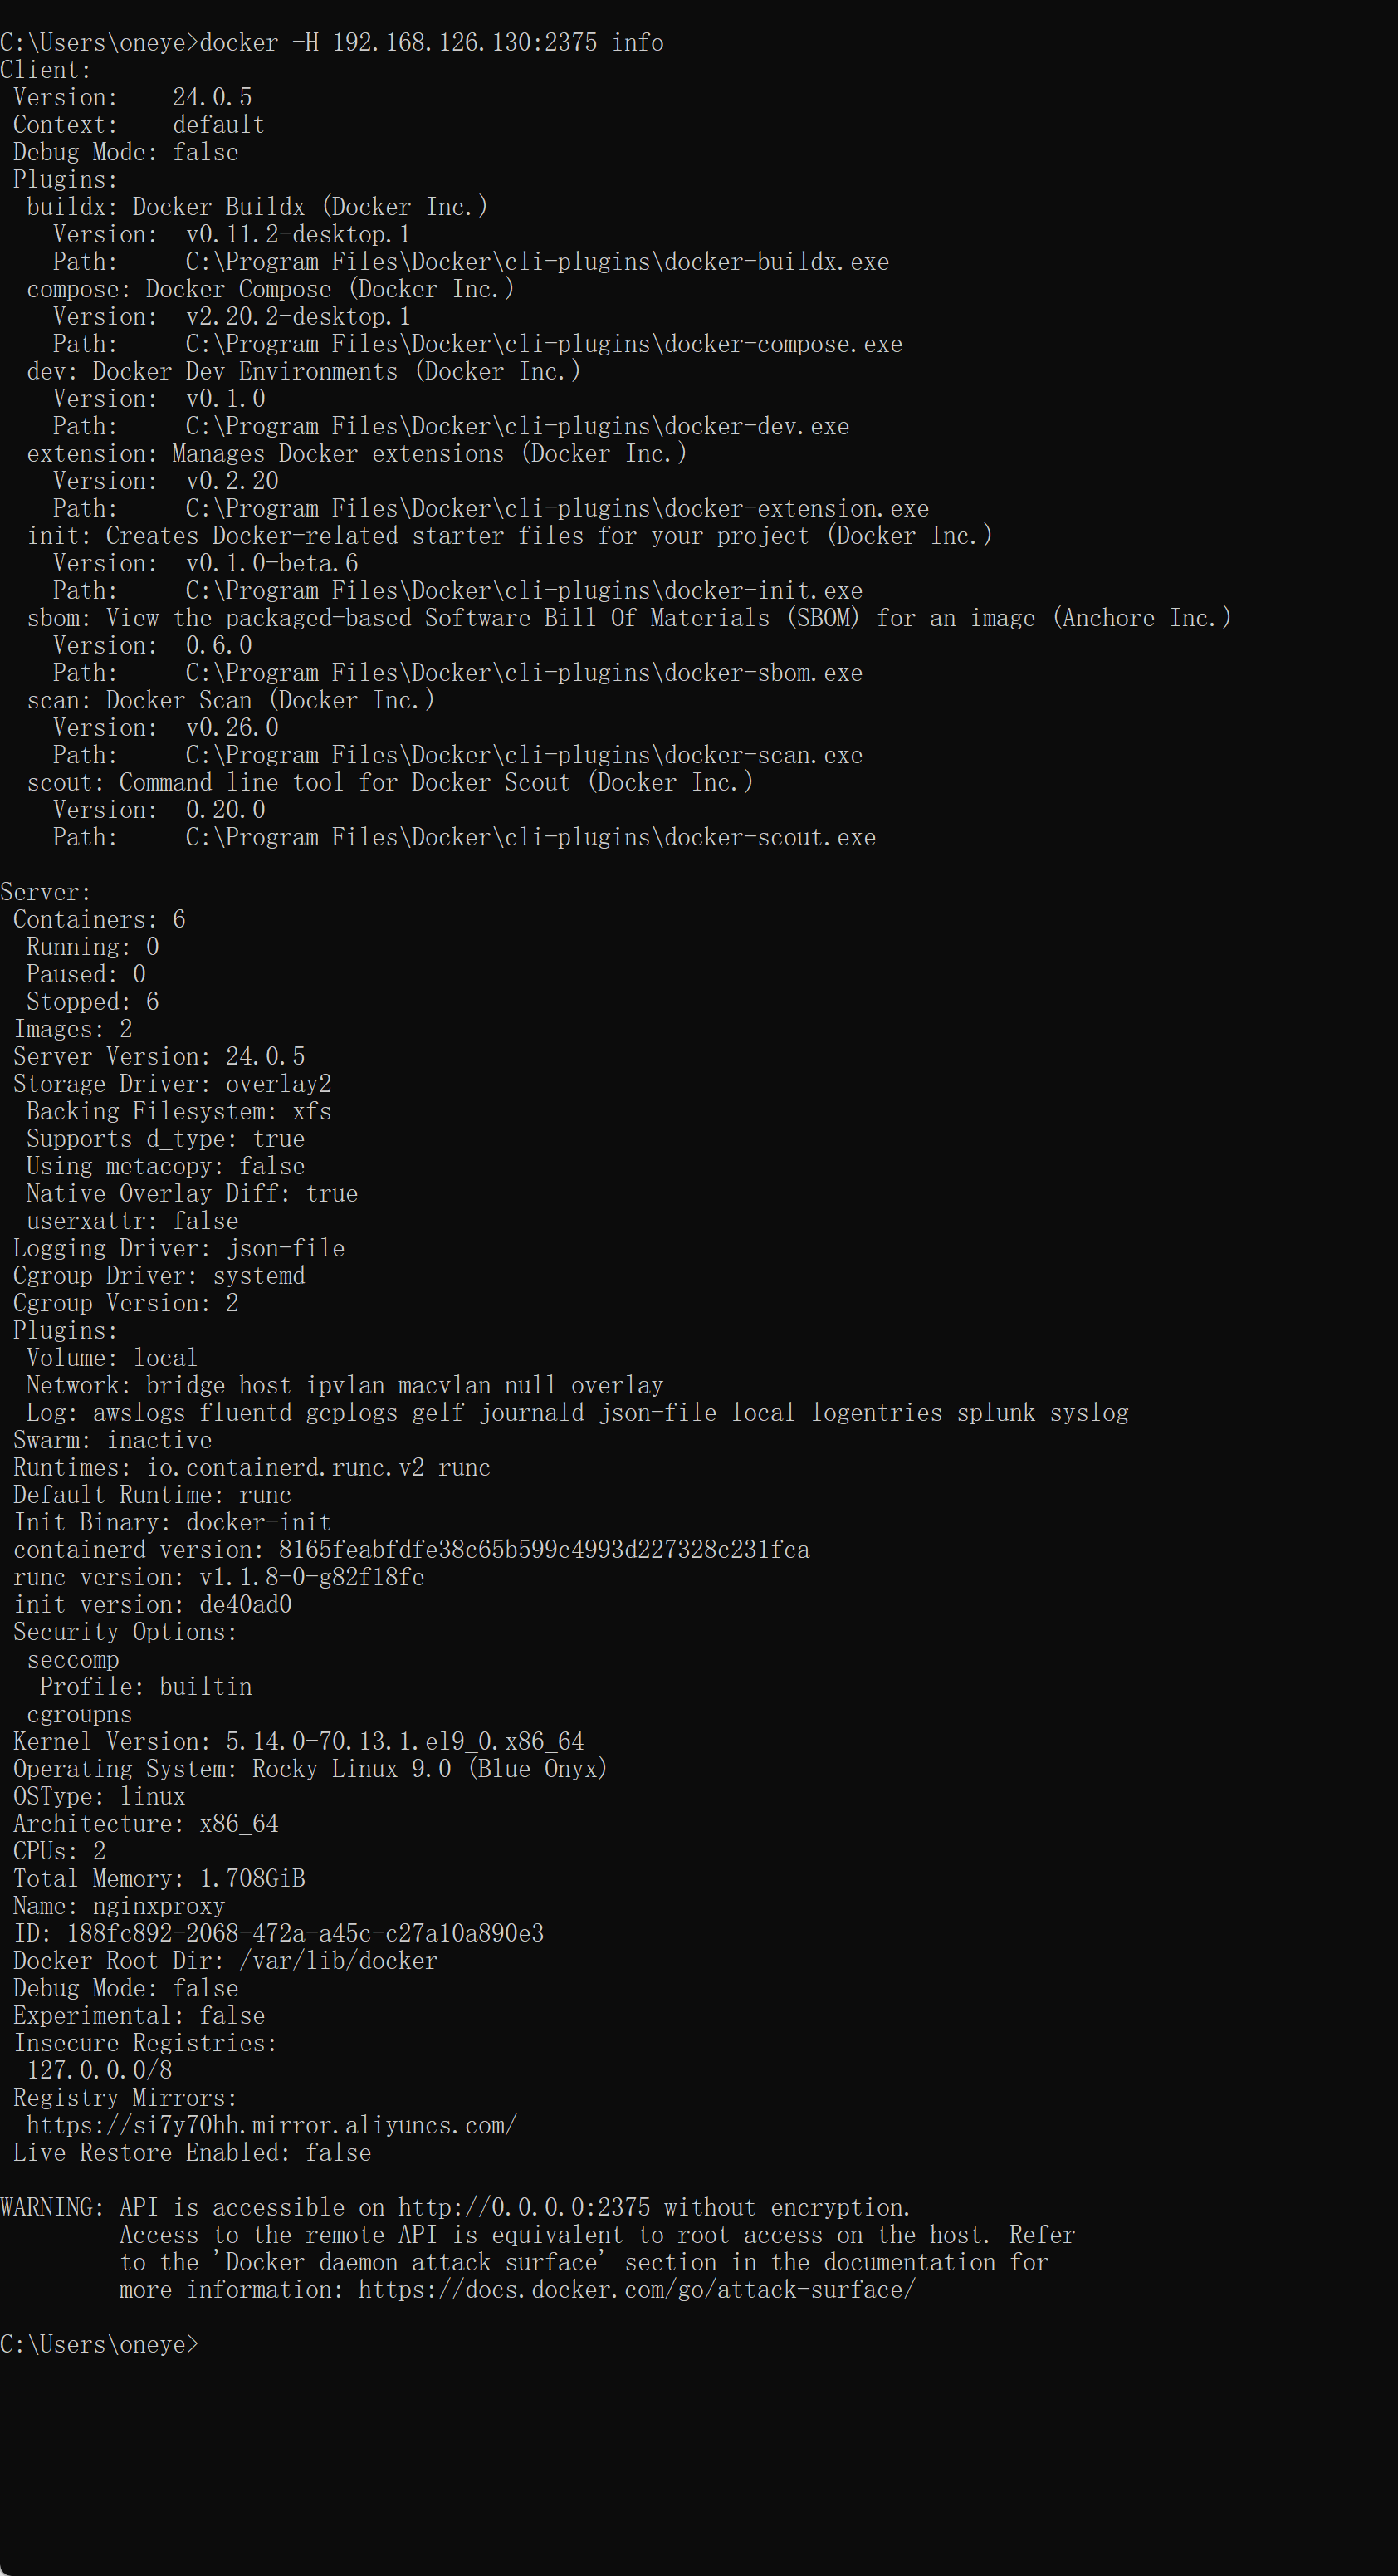 C:\Users\oneye>docker -H 192.168.126.130:2375 info
Client:
 Version:    24.0.5
 Context:    default
 Debug Mode: false
 Plugins:
  buildx: Docker Buildx (Docker Inc.)
    Version:  v0.11.2-desktop.1
    Path:     C:\Program Files\Docker\cli-plugins\docker-buildx.exe
  compose: Docker Compose (Docker Inc.)
    Version:  v2.20.2-desktop.1
    Path:     C:\Program Files\Docker\cli-plugins\docker-compose.exe
  dev: Docker Dev Environments (Docker Inc.)
    Version:  v0.1.0
    Path:     C:\Program Files\Docker\cli-plugins\docker-dev.exe
  extension: Manages Docker extensions (Docker Inc.)
    Version:  v0.2.20
    Path:     C:\Program Files\Docker\cli-plugins\docker-extension.exe
  init: Creates Docker-related starter files for your project (Docker Inc.)
    Version:  v0.1.0-beta.6
    Path:     C:\Program Files\Docker\cli-plugins\docker-init.exe
  sbom: View the packaged-based Software Bill Of Materials (SBOM) for an image (Anchore Inc.)
    Version:  0.6.0
    Path:     C:\Program Files\Docker\cli-plugins\docker-sbom.exe
  scan: Docker Scan (Docker Inc.)
    Version:  v0.26.0
    Path:     C:\Program Files\Docker\cli-plugins\docker-scan.exe
  scout: Command line tool for Docker Scout (Docker Inc.)
    Version:  0.20.0
    Path:     C:\Program Files\Docker\cli-plugins\docker-scout.exe

Server:
 Containers: 6
  Running: 0
  Paused: 0
  Stopped: 6
 Images: 2
 Server Version: 24.0.5
 Storage Driver: overlay2
  Backing Filesystem: xfs
  Supports d_type: true
  Using metacopy: false
  Native Overlay Diff: true
  userxattr: false
 Logging Driver: json-file
 Cgroup Driver: systemd
 Cgroup Version: 2
 Plugins:
  Volume: local
  Network: bridge host ipvlan macvlan null overlay
  Log: awslogs fluentd gcplogs gelf journald json-file local logentries splunk syslog
 Swarm: inactive
 Runtimes: io.containerd.runc.v2 runc
 Default Runtime: runc
 Init Binary: docker-init
 containerd version: 8165feabfdfe38c65b599c4993d227328c231fca
 runc version: v1.1.8-0-g82f18fe
 init version: de40ad0
 Security Options:
  seccomp
   Profile: builtin
  cgroupns
 Kernel Version: 5.14.0-70.13.1.el9_0.x86_64
 Operating System: Rocky Linux 9.0 (Blue Onyx)
 OSType: linux
 Architecture: x86_64
 CPUs: 2
 Total Memory: 1.708GiB
 Name: nginxproxy
 ID: 188fc892-2068-472a-a45c-c27a10a890e3
 Docker Root Dir: /var/lib/docker
 Debug Mode: false
 Experimental: false
 Insecure Registries:
  127.0.0.0/8
 Registry Mirrors:
  https://si7y70hh.mirror.aliyuncs.com/
 Live Restore Enabled: false

WARNING: API is accessible on http://0.0.0.0:2375 without encryption.
         Access to the remote API is equivalent to root access on the host. Refer
         to the 'Docker daemon attack surface' section in the documentation for
         more information: https://docs.docker.com/go/attack-surface/

C:\Users\oneye>